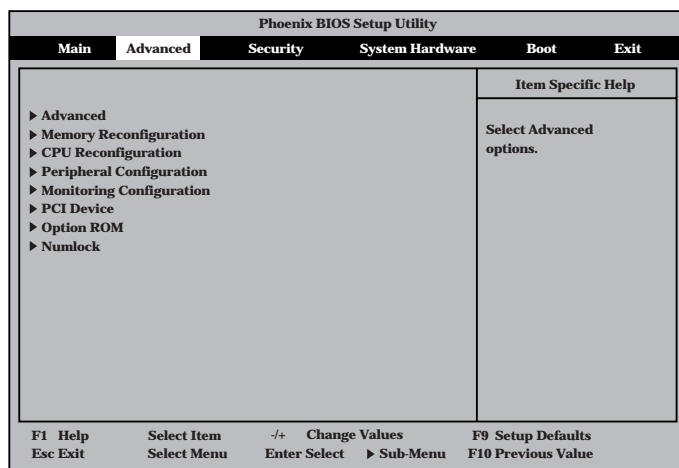 Phoenix BIOS Setup Utility
Main Advanced Security System Hardware Boot Exit
Item Specific Help
Select Advanced
options.
▶ Advanced
▶ Memory Reconfiguration
▶ CPU Reconfiguration
▶ Peripheral Configuration
▶ Monitoring Configuration
▶ PCI Device
▶ Option ROM
▶ Numlock
F1 Help Select Item -/+ Change Values F9 Setup Defaults
Esc Exit Select Menu Enter Select ▶ Sub-Menu F10 Previous Value